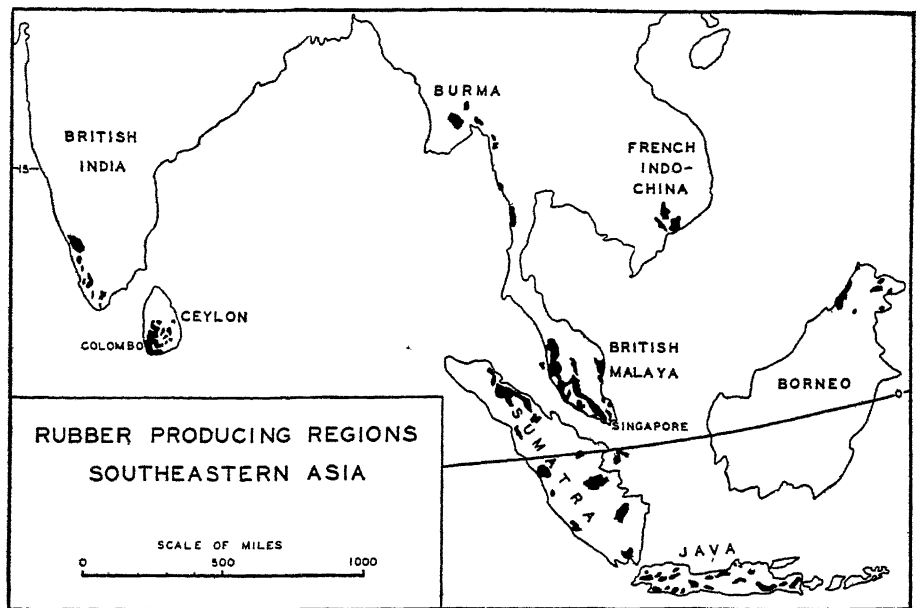 BURMA
BRITISH
INDIA
15
FRENCH
INDO-
CHINA
CEYLON
COLOMBO
BRITISH
MALAYA
BORNEO
0
SINGAPORE
SUMATRA
JAVA
RUBBER PRODUCING REGIONS
SOUTHEASTERN ASIA
SCALE OF MILES
0 500 1000